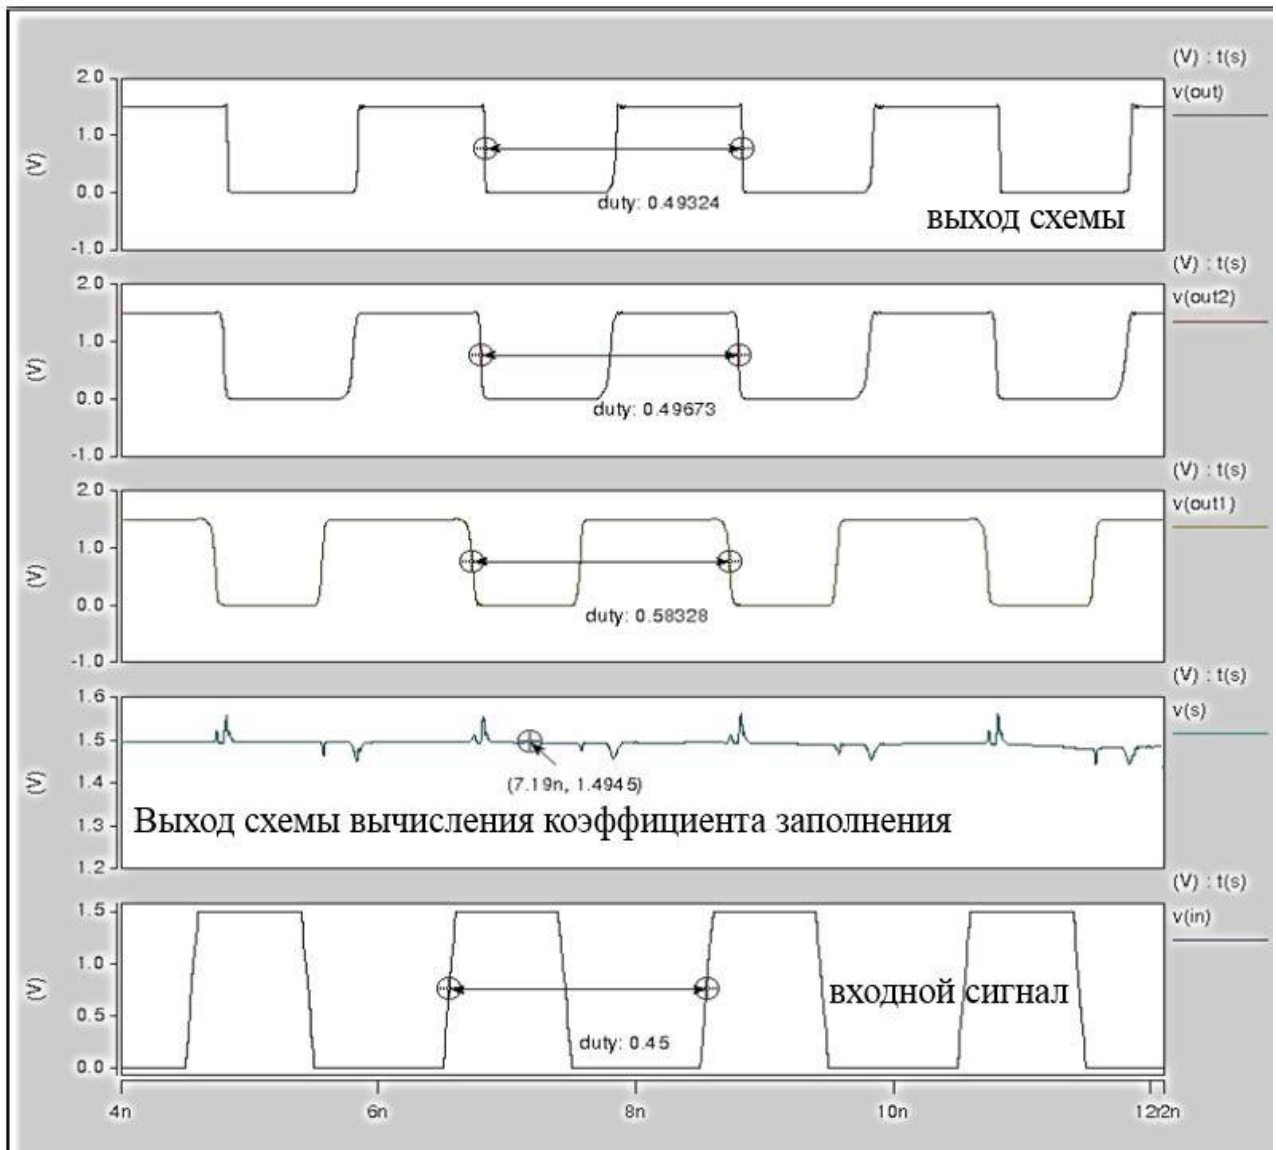 (V) : t(s)
v(out)
2.0
1.0
0.0
-1.0
(V)
duty: 0.49324
выход схемы
(V) : t(s)
v(out2)
2.0
1.0
0.0
-1.0
(V)
duty: 0.49673
(V) : t(s)
v(out1)
2.0
1.0
0.0
-1.0
(V)
duty: 0.58328
(V) : t(s)
v(s)
1.6
1.5
1.4
1.3
1.2
(V)
(7.19n, 1.4945)
Выход схемы вычисления коэффициента заполнения
(V) : t(s)
v(in)
1.5
1.0
0.5
0.0
(V)
входной сигнал
duty: 0.45
4n 6n 8n 10n 12r2n